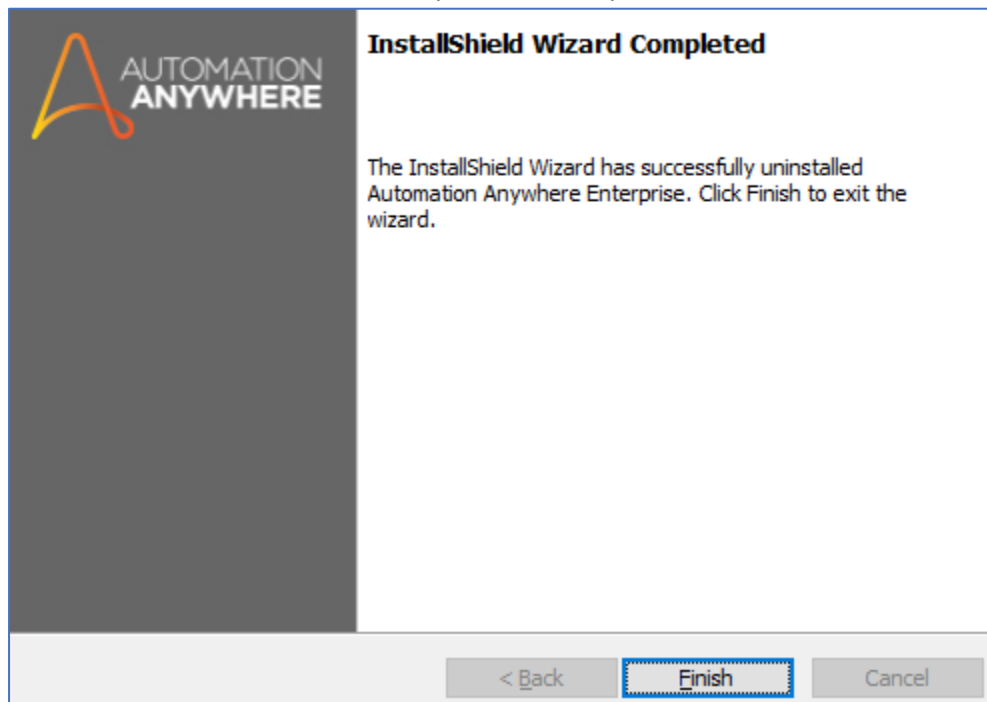 AUTOMATION
ANYWHERE
InstallShield Wizard Completed
The InstallShield Wizard has successfully uninstalled
Automation Anywhere Enterprise. Click Finish to exit the
wizard.
< Back
Finish
Cancel